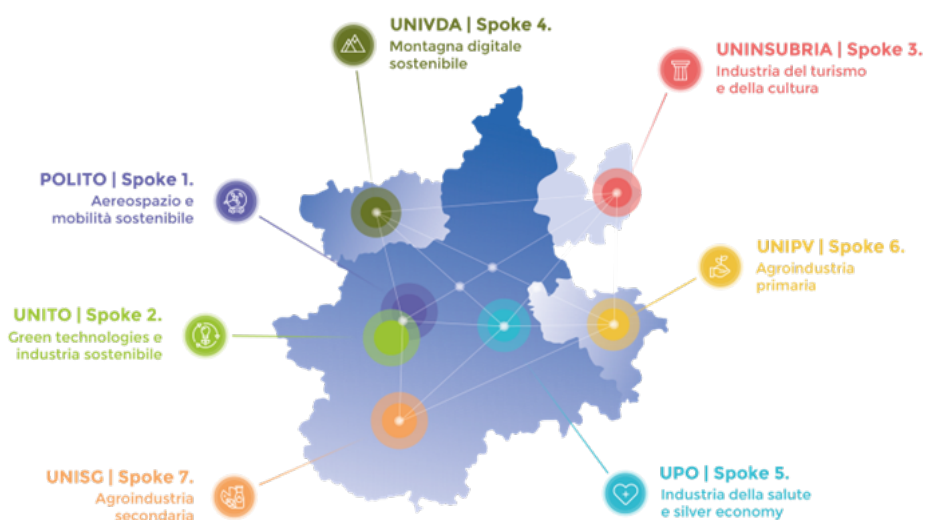 UNIVDA | Spoke 4.
Montagna digitale
sostenibile
UNINSUBRIA | Spoke 3.
Industria del turismo
e della cultura
POLITO | Spoke 1.
Aereospazio e
mobilità sostenibile
UNIPV | Spoke 6.
Agroindustria
primaria
UNITO | Spoke 2.
Green technologies e
industria sostenibile
UNISG | Spoke 7.
Agroindustria
secondaria
UPO | Spoke 5.
Industria della salute
e silver economy